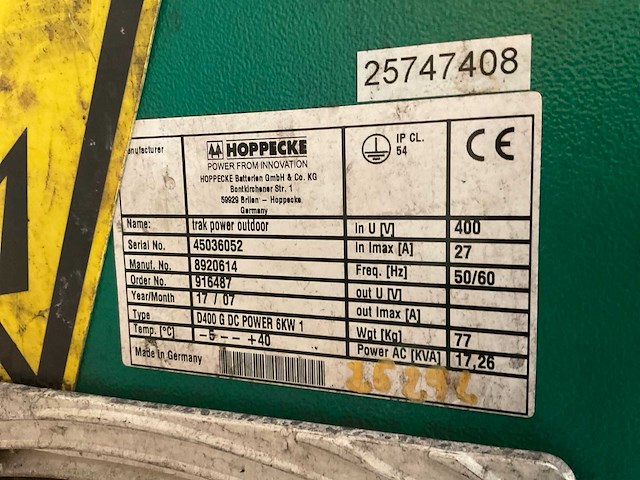 25747408
anufacturer
HOPPECKE
POWER FROM INNOVATION
HOPPECKE Batterien GmbH & Co. KG
Bontkirchener Str. 1
59929 Brilon - Hoppecke
Germany
IP CL.
54
CE
Name: trak power outdoor In U [V] 400
Serial No. 45036052 In Imax [A] 27
Manuf. No. 8920614 Freq. [Hz] 50/60
Order No. 916487 out U [V]
Year/Month 17 / 07 out Imax [A]
Type D400 G DC POWER 6KW 1 Wgt [Kg] 77
Temp. [°C] -5 - - +40 Power AC [KVA] 17,26
Made in Germany